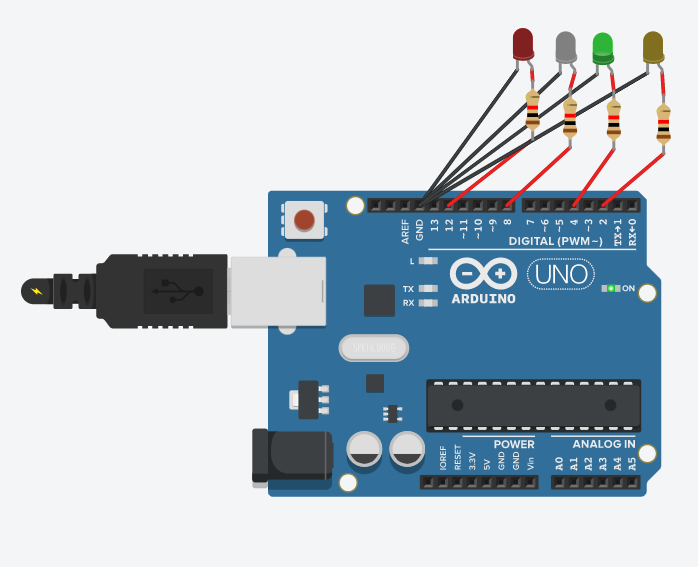 AREF
GND
13
12
~11
~10
~9
8
7
~6
~5
4
~3
2
TX→1
RX←0
DIGITAL (PWM~)
L
TX
RX
ARDUINO
UNO
ON
POWER
ANALOG IN
IOREF
RESET
3.3V
5V
GND
GND
Vin
A0
A1
A2
A3
A4
A5